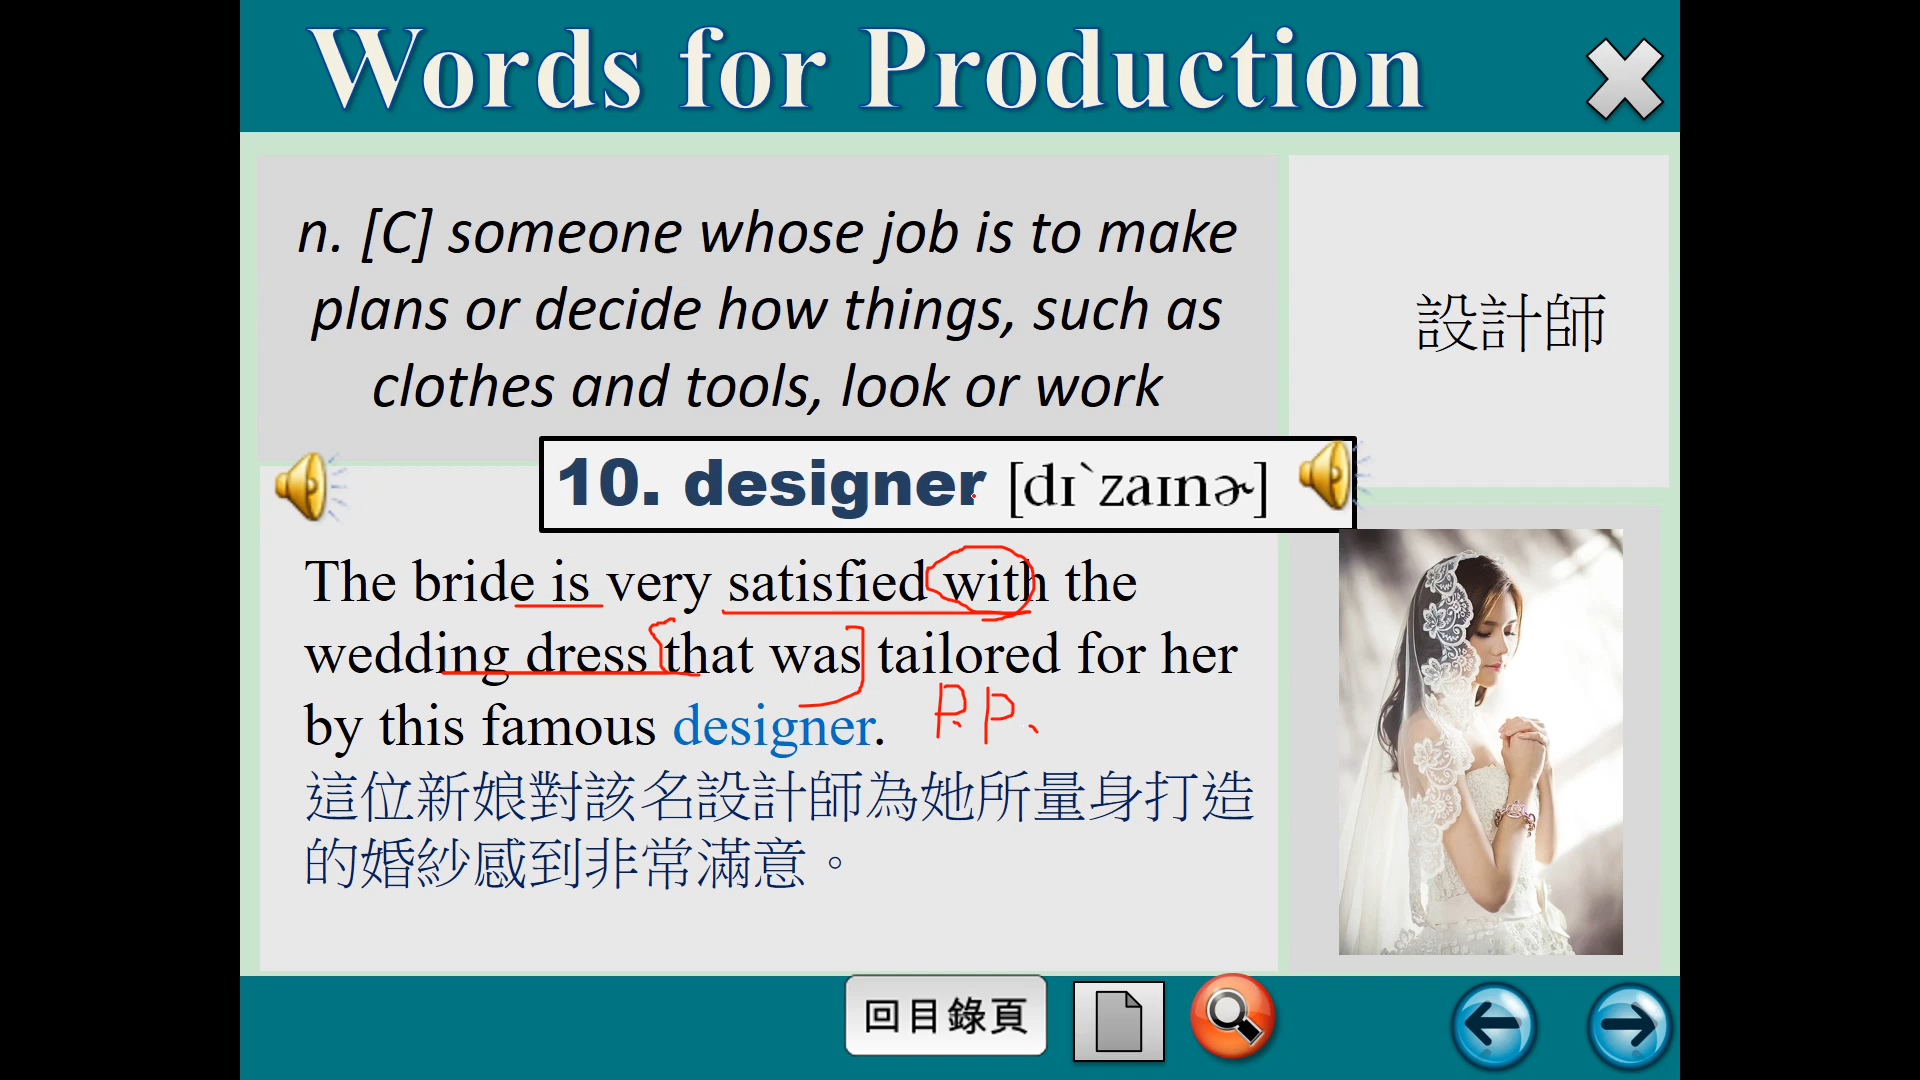 Words for Production
n. [C] someone whose job is to make
plans or decide how things, such as
clothes and tools, look or work
設計師
10. designer [dɪˋzaɪnɚ]
The bride is very satisfied with the
wedding dress that was tailored for her
by this famous designer.
P.P.
這位新娘對該名設計師為她所量身打造
的婚紗感到非常滿意。
回目錄頁